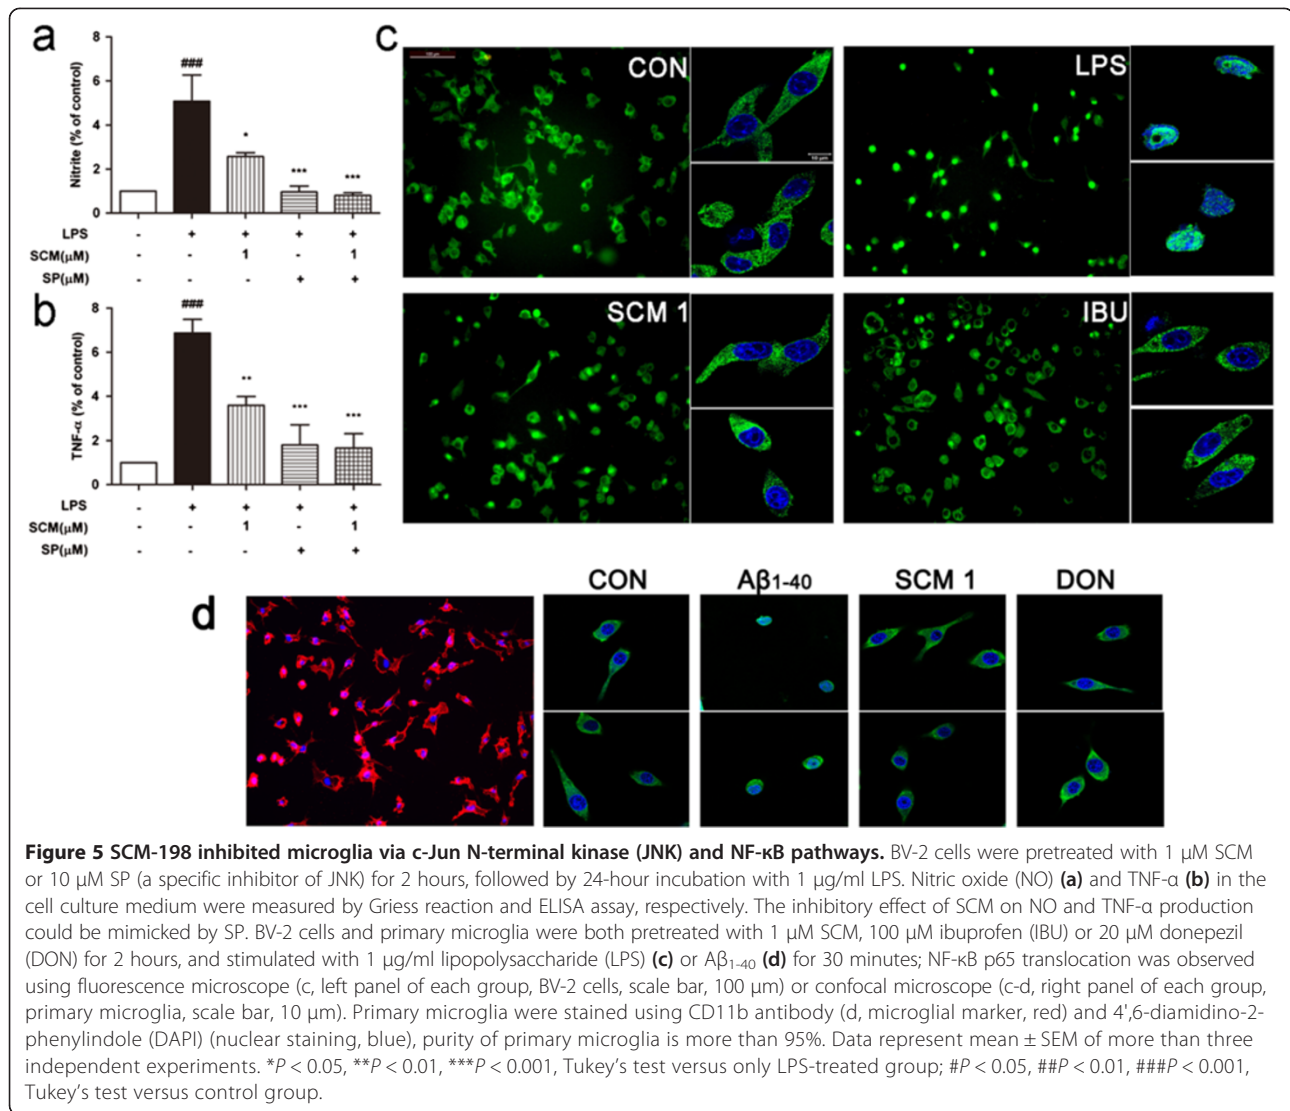 a
8
6
4
2
0
Nitrite (% of control)
###
*
***
***
LPS - + + + +
SCM(μM) - - 1 - 1
SP(μM) - - - + +
b
8
6
4
2
0
TNF-α (% of control)
###
**
***
***
LPS - + + + +
SCM(μM) - - 1 - 1
SP(μM) - - - + +
c
100 μm
CON
10 μm
LPS
SCM 1
IBU
d
CON Aβ1-40 SCM 1 DON
Figure 5 SCM-198 inhibited microglia via c-Jun N-terminal kinase (JNK) and NF-κB pathways. BV-2 cells were pretreated with 1 μM SCM
or 10 μM SP (a specific inhibitor of JNK) for 2 hours, followed by 24-hour incubation with 1 μg/ml LPS. Nitric oxide (NO) (a) and TNF-α (b) in the
cell culture medium were measured by Griess reaction and ELISA assay, respectively. The inhibitory effect of SCM on NO and TNF-α production
could be mimicked by SP. BV-2 cells and primary microglia were both pretreated with 1 μM SCM, 100 μM ibuprofen (IBU) or 20 μM donepezil
(DON) for 2 hours, and stimulated with 1 μg/ml lipopolysaccharide (LPS) (c) or Aβ1-40 (d) for 30 minutes; NF-κB p65 translocation was observed
using fluorescence microscope (c, left panel of each group, BV-2 cells, scale bar, 100 μm) or confocal microscope (c-d, right panel of each group,
primary microglia, scale bar, 10 μm). Primary microglia were stained using CD11b antibody (d, microglial marker, red) and 4',6-diamidino-2-
phenylindole (DAPI) (nuclear staining, blue), purity of primary microglia is more than 95%. Data represent mean ± SEM of more than three
independent experiments. *P < 0.05, **P < 0.01, ***P < 0.001, Tukey's test versus only LPS-treated group; #P < 0.05, ##P < 0.01, ###P < 0.001,
Tukey's test versus control group.